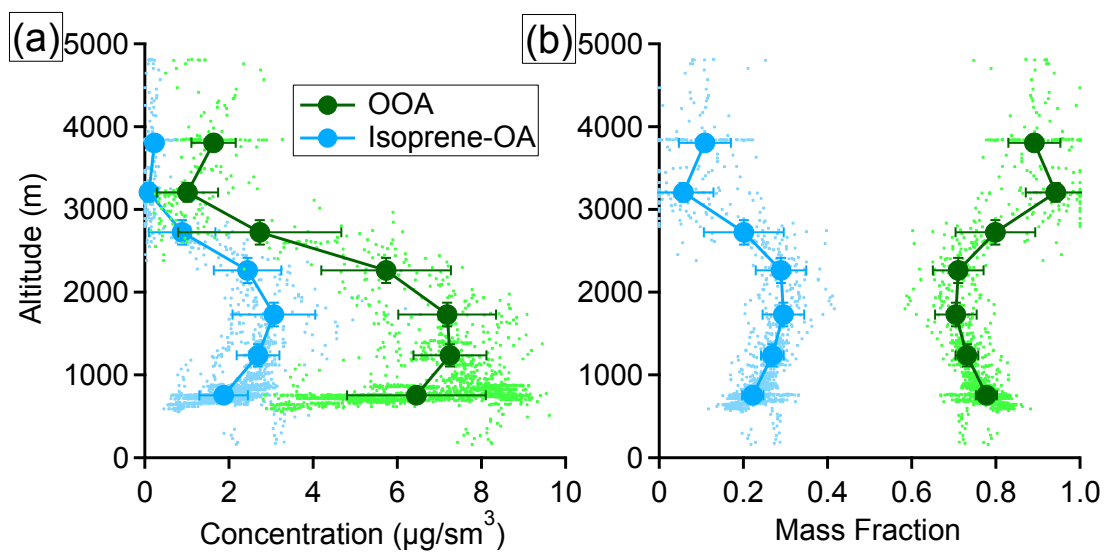 (a)
5000
4000
3000
2000
1000
0
Altitude (m)
OOA
Isoprene-OA
0 2 4 6 8 10
Concentration (µg/sm³)
(b)
5000
4000
3000
2000
1000
0
0 0.2 0.4 0.6 0.8 1.0
Mass Fraction